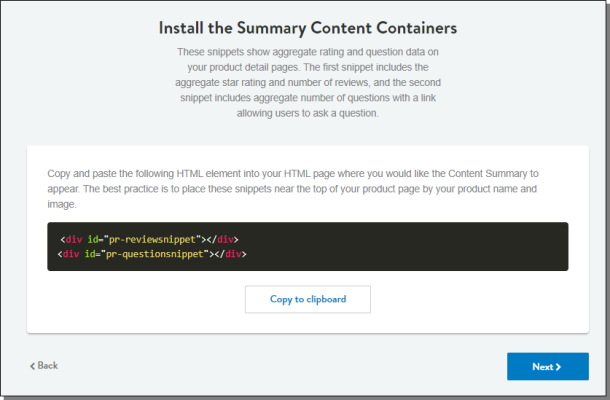 Install the Summary Content Containers
These snippets show aggregate rating and question data on
your product detail pages. The first snippet includes the
aggregate star rating and number of reviews, and the second
snippet includes aggregate number of questions with a link
allowing users to ask a question.
Copy and paste the following HTML element into your HTML page where you would like the Content Summary to
appear. The best practice is to place these snippets near the top of your product page by your product name and
image.
<div id="pr-reviewsnippet"></div>
<div id="pr-questionsnippet"></div>
Copy to clipboard
Back
Next